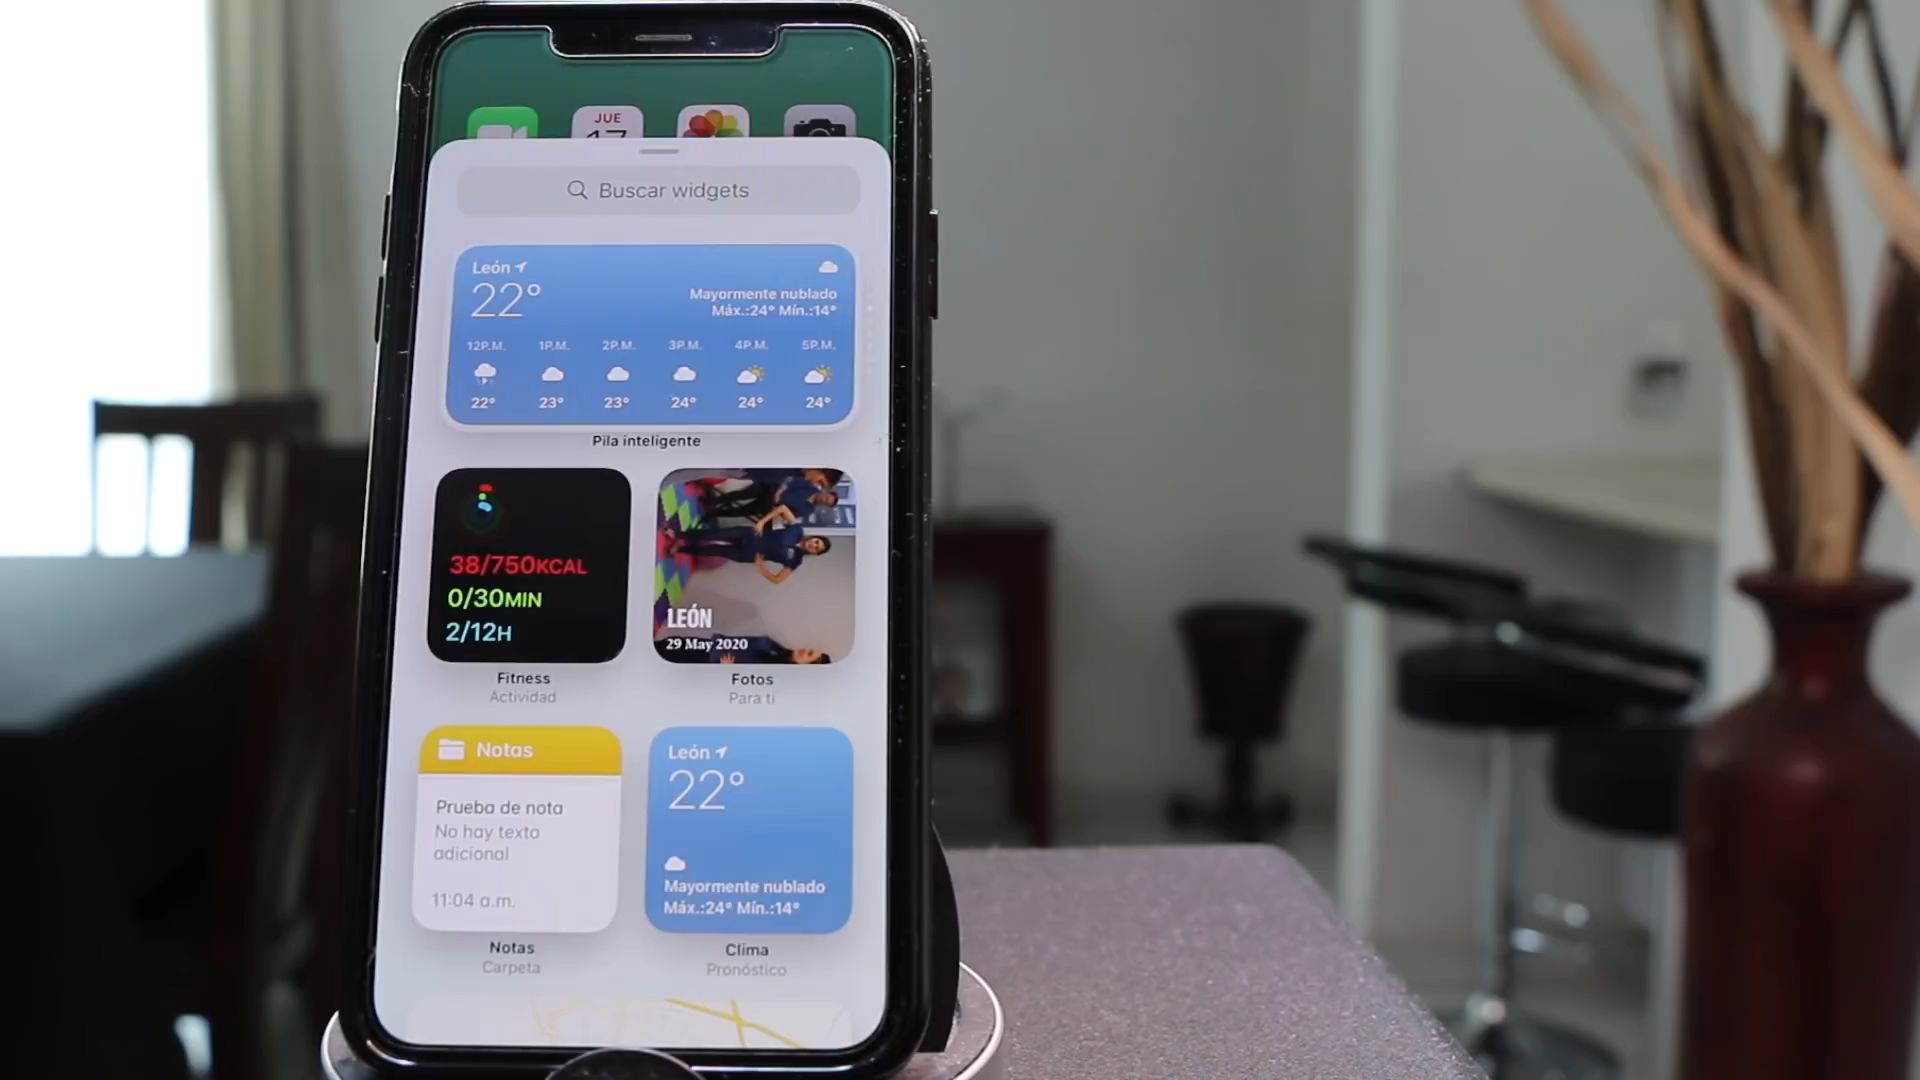 JUE
17
Buscar widgets
León
22°
Mayormente nublado
Máx.:24° Mín.:14°
12P.M. 1P.M. 2P.M. 3P.M. 4P.M. 5P.M.
22° 23° 23° 24° 24° 24°
Pila inteligente
38/750KCAL
0/30MIN
2/12H
Fitness
Actividad
LEÓN
29 May 2020
Fotos
Para ti
Notas
Prueba de nota
No hay texto
adicional
11:04 a.m.
Notas
Carpeta
León
22°
Mayormente nublado
Máx.:24° Mín.:14°
Clima
Pronóstico